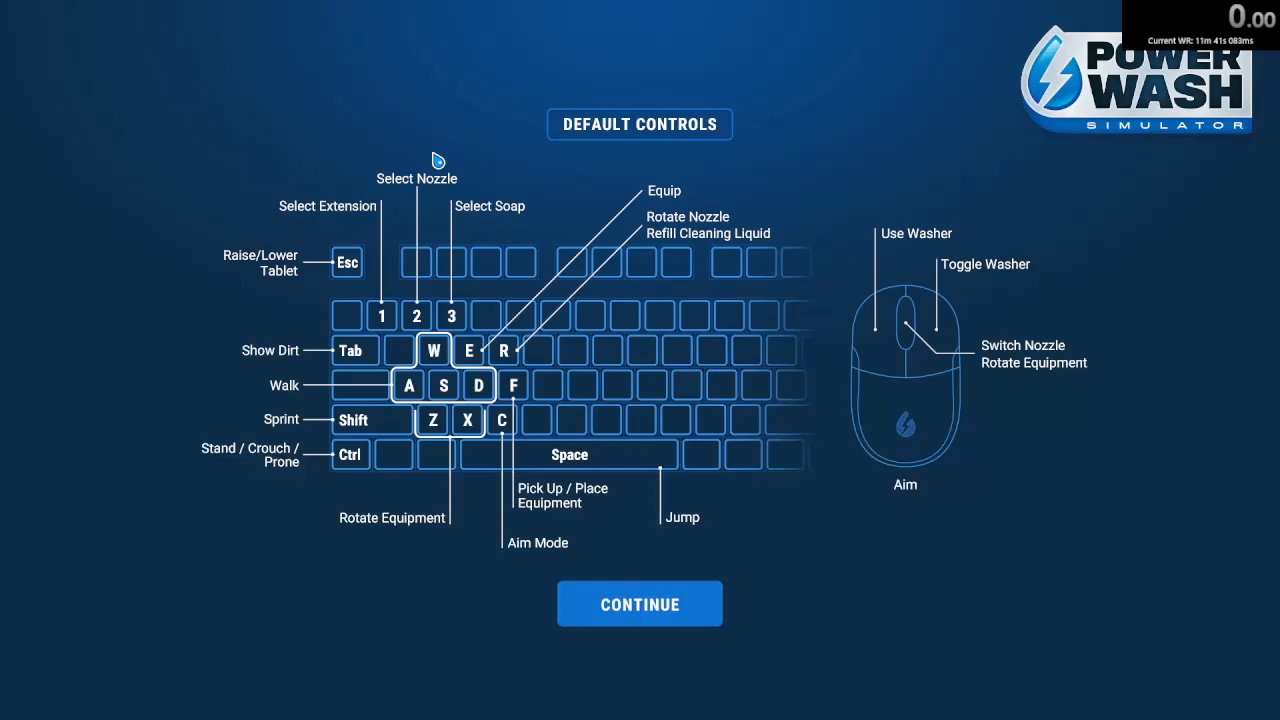 0.00
Current WR: 11m 41s 083ms
POWER
WASH
SIMULATOR
DEFAULT CONTROLS
Select Nozzle
Select Extension
Select Soap
Equip
Rotate Nozzle
Refill Cleaning Liquid
Raise/Lower
Tablet
Esc
1 2 3
Show Dirt
Tab W E R
Walk
A S D F
Sprint
Shift Z X C
Stand / Crouch /
Prone
Ctrl Space
Rotate Equipment
Pick Up / Place
Equipment
Aim Mode
Jump
Use Washer
Toggle Washer
Switch Nozzle
Rotate Equipment
Aim
CONTINUE